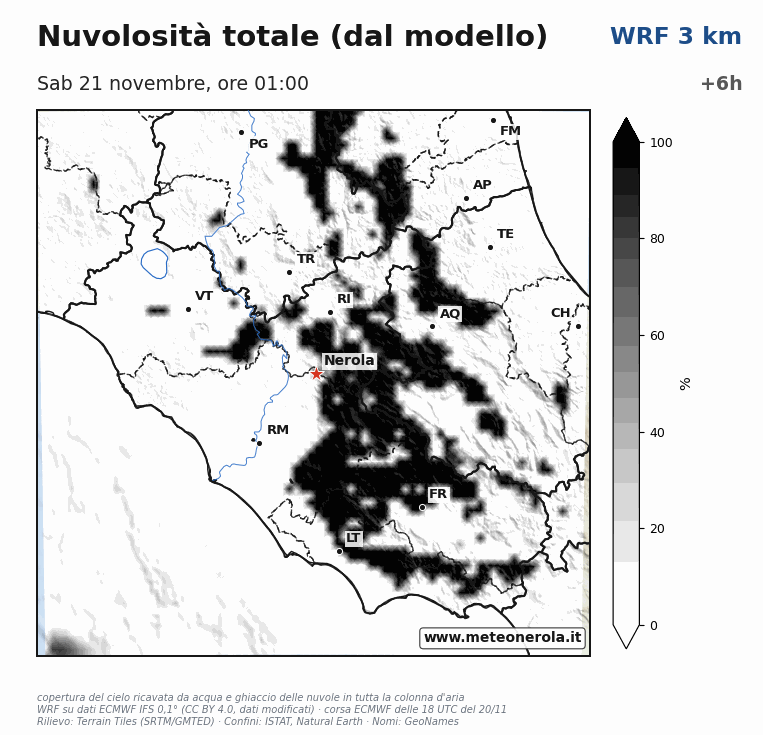 Nuvolosità totale (dal modello)
WRF 3 km
Sab 21 novembre, ore 01:00
+6h
FM
PG
AP
TE
TR
VT
RI
AQ
CH
Nerola
RM
FR
LT
www.meteonerola.it
100
80
60
40
20
0
%
copertura del cielo ricavata da acqua e ghiaccio delle nuvole in tutta la colonna d'aria
WRF su dati ECMWF IFS 0,1° (CC BY 4.0, dati modificati) · corsa ECMWF delle 18 UTC del 20/11
Rilievo: Terrain Tiles (SRTM/GMTED) · Confini: ISTAT, Natural Earth · Nomi: GeoNames